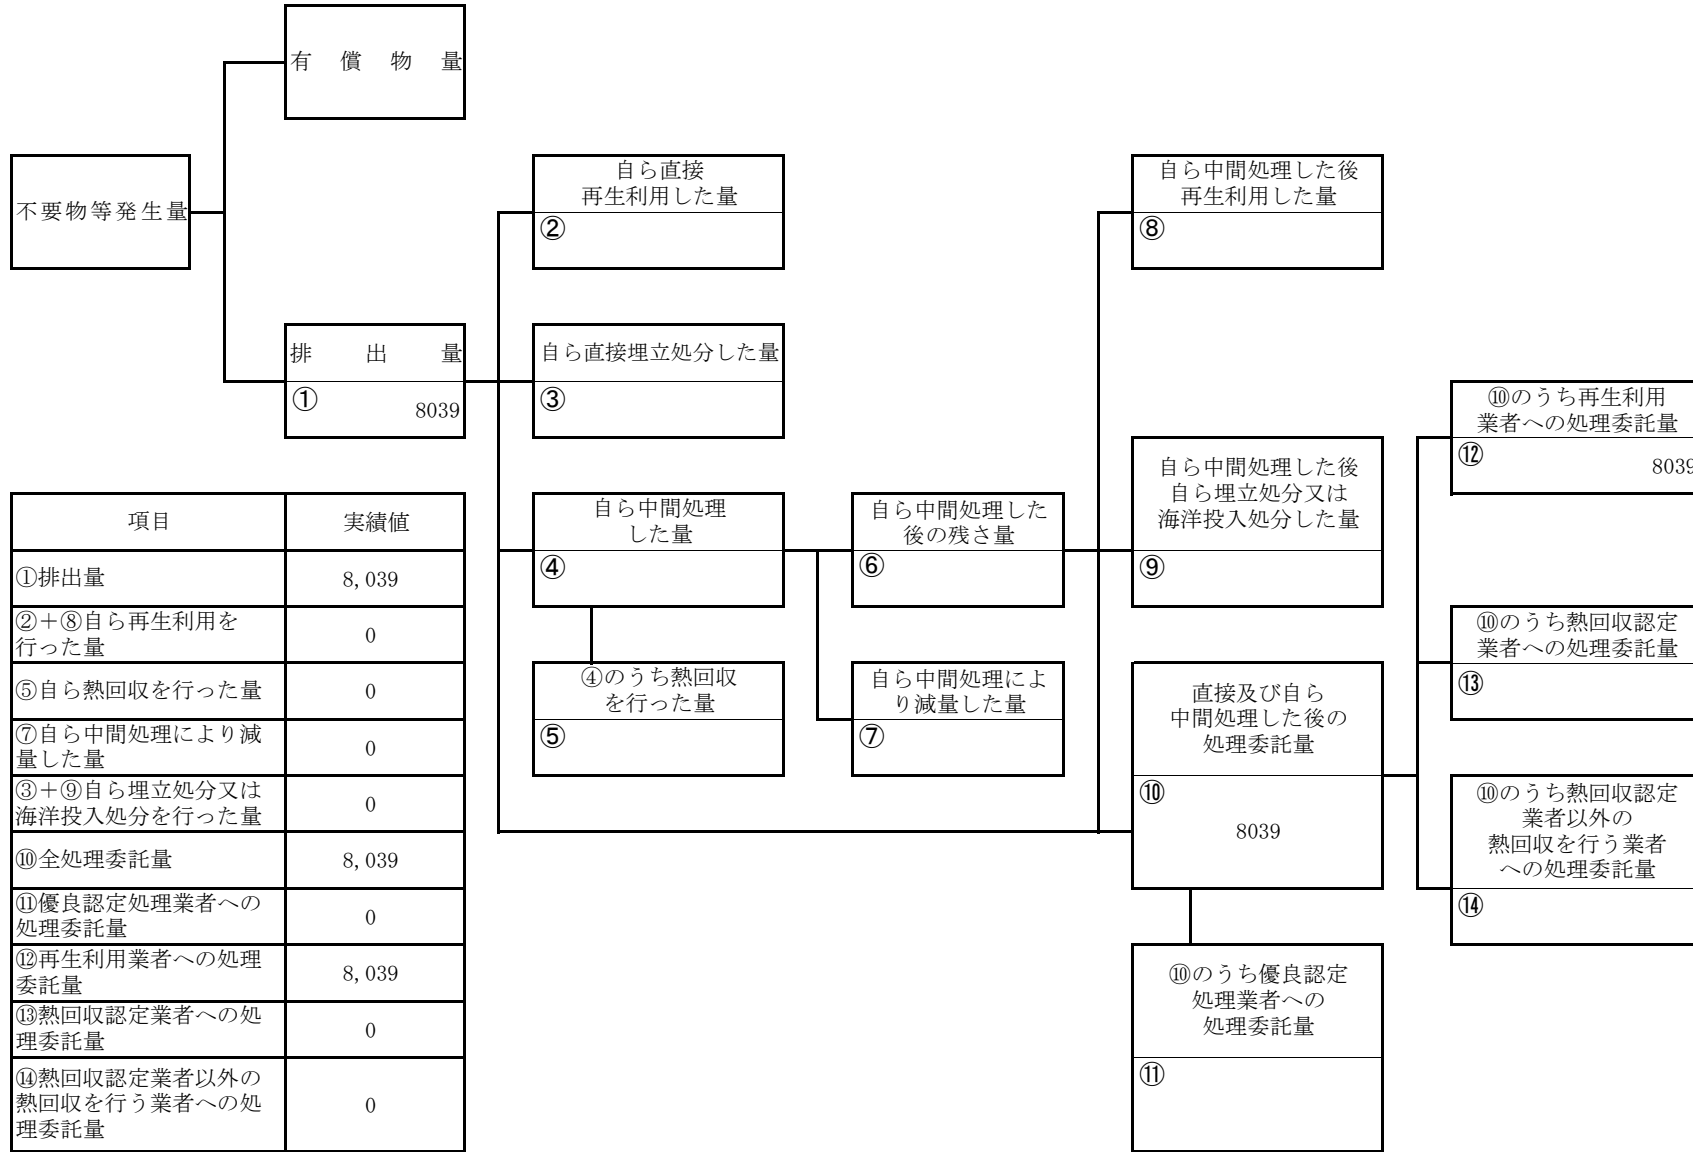 有償物量
不要物等発生量
自ら直接
再生利用した量
②
自ら中間処理した後
再生利用した量
⑧
排出量
①
8039
自ら直接埋立処分した量
③
⑩のうち再生利用
業者への処理委託量
⑫
8039
自ら中間処理
した量
④
自ら中間処理した
後の残さ量
⑥
自ら中間処理した後
自ら埋立処分又は
海洋投入処分した量
⑨
⑩のうち熱回収認定
業者への処理委託量
⑬
④のうち熱回収
を行った量
⑤
自ら中間処理によ
り減量した量
⑦
直接及び自ら
中間処理した後の
処理委託量
⑩
8039
⑩のうち熱回収認定
業者以外の
熱回収を行う業者
への処理委託量
⑭
⑩のうち優良認定
処理業者への
処理委託量
⑪
項目 実績値
①排出量 8,039
②＋⑧自ら再生利用を
行った量 0
⑤自ら熱回収を行った量 0
⑦自ら中間処理により減
量した量 0
③＋⑨自ら埋立処分又は
海洋投入処分を行った量 0
⑩全処理委託量 8,039
⑪優良認定処理業者への
処理委託量 0
⑫再生利用業者への処理
委託量 8,039
⑬熱回収認定業者への処
理委託量 0
⑭熱回収認定業者以外の
熱回収を行う業者への処
理委託量 0